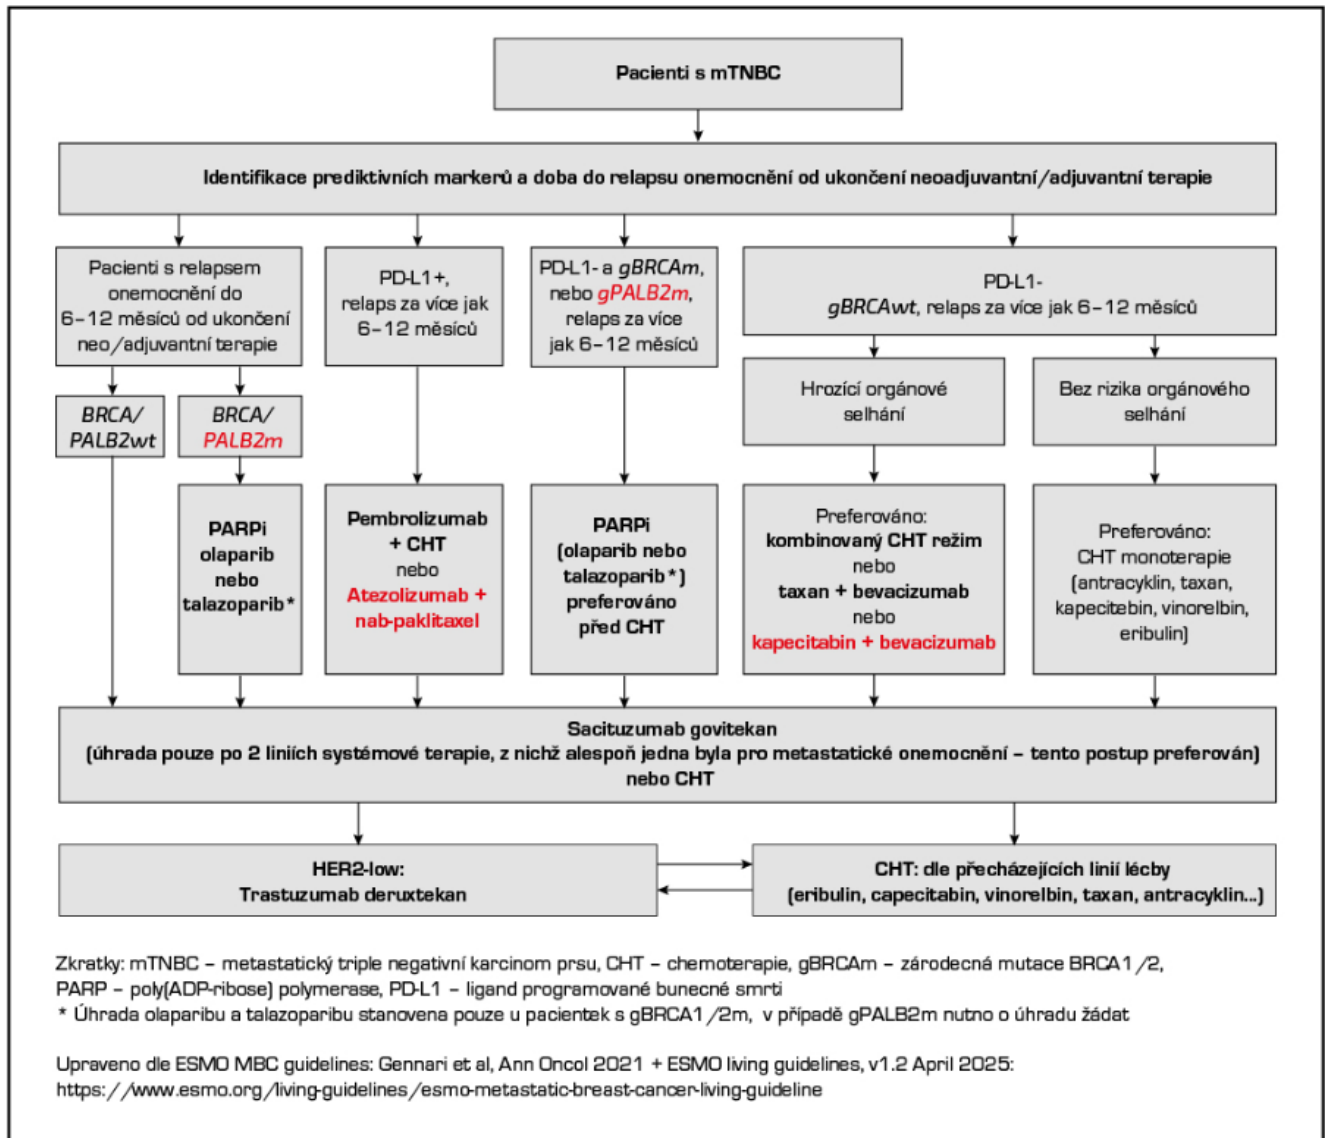 Pacienti s mTNBC
Identifikace prediktivních markerů a doba do relapsu onemocnění od ukončení neoadjuvantní/adjuvantní terapie
Pacienti s relapsem
onemocnění do
6–12 měsíců od ukončení
neo/adjuvantní terapie
PD-L1+,
relaps za více jak
6–12 měsíců
PD-L1- a gBRCAm,
nebo gPALB2m,
relaps za více
jak 6–12 měsíců
PD-L1-
gBRCAwt, relaps za více jak 6–12 měsíců
BRCA/
PALB2wt
BRCA/
PALB2m
Hrozící orgánové
selhání
Bez rizika orgánového
selhání
PARPi
olaparib
nebo
talazoparib*
Pembrolizumab
+ CHT
nebo
Atezolizumab +
nab-paklitaxel
PARPi
(olaparib nebo
talazoparib*)
preferováno
před CHT
Preferováno:
kombinovaný CHT režim
nebo
taxan + bevacizumab
nebo
kapecitabin + bevacizumab
Preferováno:
CHT monoterapie
(antracyklin, taxan,
kapecitebin, vinorelbin,
eribulin)
Sacituzumab govitekan
(úhrada pouze po 2 liniích systémové terapie, z nichž alespoň jedna byla pro metastatické onemocnění – tento postup preferován)
nebo CHT
HER2-low:
Trastuzumab deruxtekan
CHT: dle přecházejících linií lécby
(eribulin, capecitabin, vinorelbin, taxan, antracyklin...)
Zkratky: mTNBC – metastatický triple negativní karcinom prsu, CHT – chemoterapie, gBRCAm – zárodecná mutace BRCA1/2,
PARP – poly(ADP-ribose) polymerase, PD-L1 – ligand programované bunecné smrti
* Úhrada olaparibu a talazoparibu stanovena pouze u pacientek s gBRCA1/2m, v případě gPALB2m nutno o úhradu žádat
Upraveno dle ESMO MBC guidelines: Gennari et al, Ann Oncol 2021 + ESMO living guidelines, v1.2 April 2025:
https://www.esmo.org/living-guidelines/esmo-metastatic-breast-cancer-living-guideline